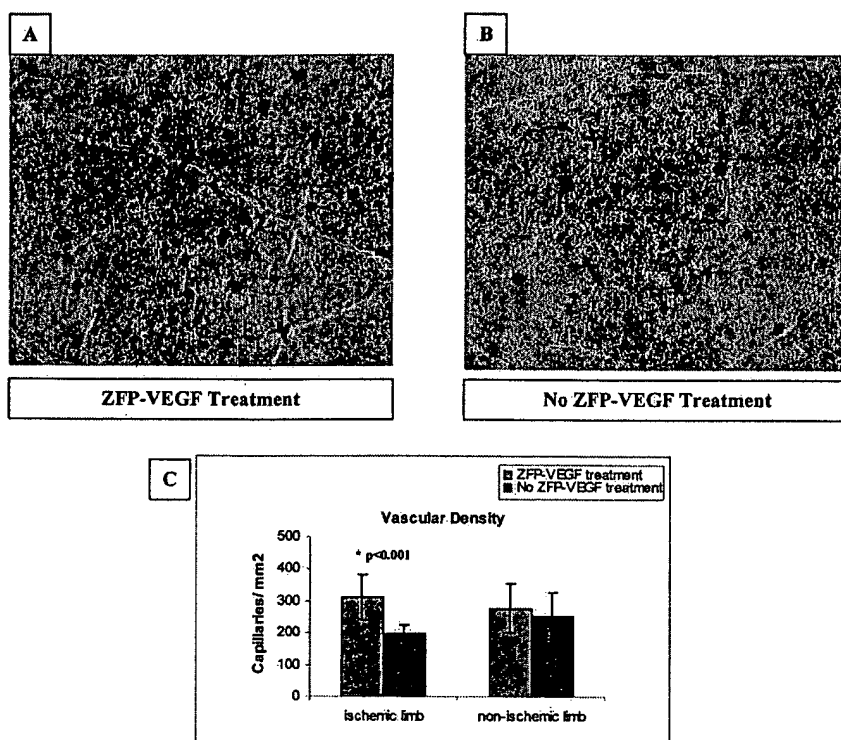 A
B
ZFP-VEGF Treatment
No ZFP-VEGF Treatment
C
ZFP-VEGF treatment
No ZFP-VEGF treatment
Vascular Density
* p<0.001
Capillaries/ mm2
500
400
300
200
100
0
ischemic limb
non-ischemic limb